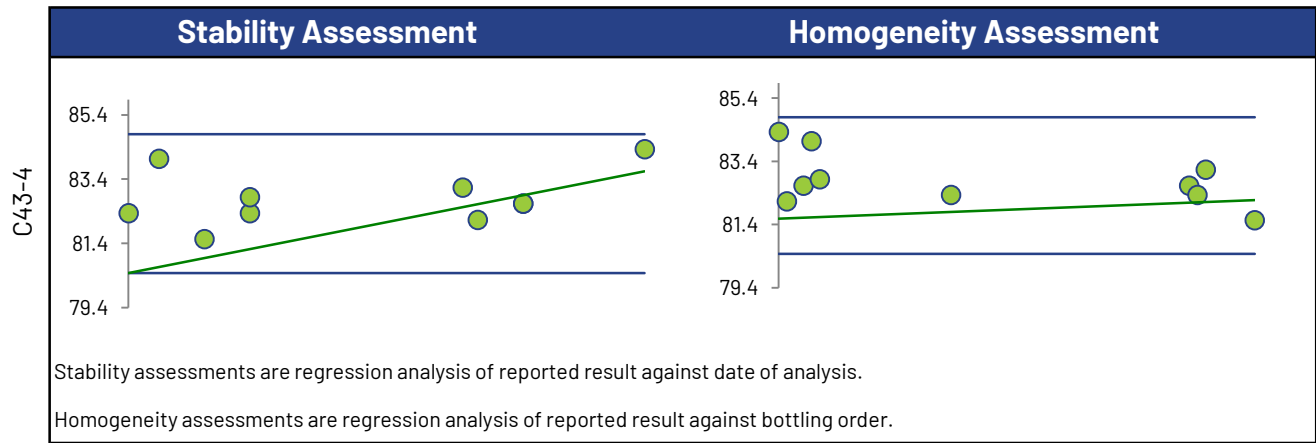 Stability Assessment
Homogeneity Assessment
C43-4
85.4
83.4
81.4
79.4
85.4
83.4
81.4
79.4
Stability assessments are regression analysis of reported result against date of analysis.
Homogeneity assessments are regression analysis of reported result against bottling order.